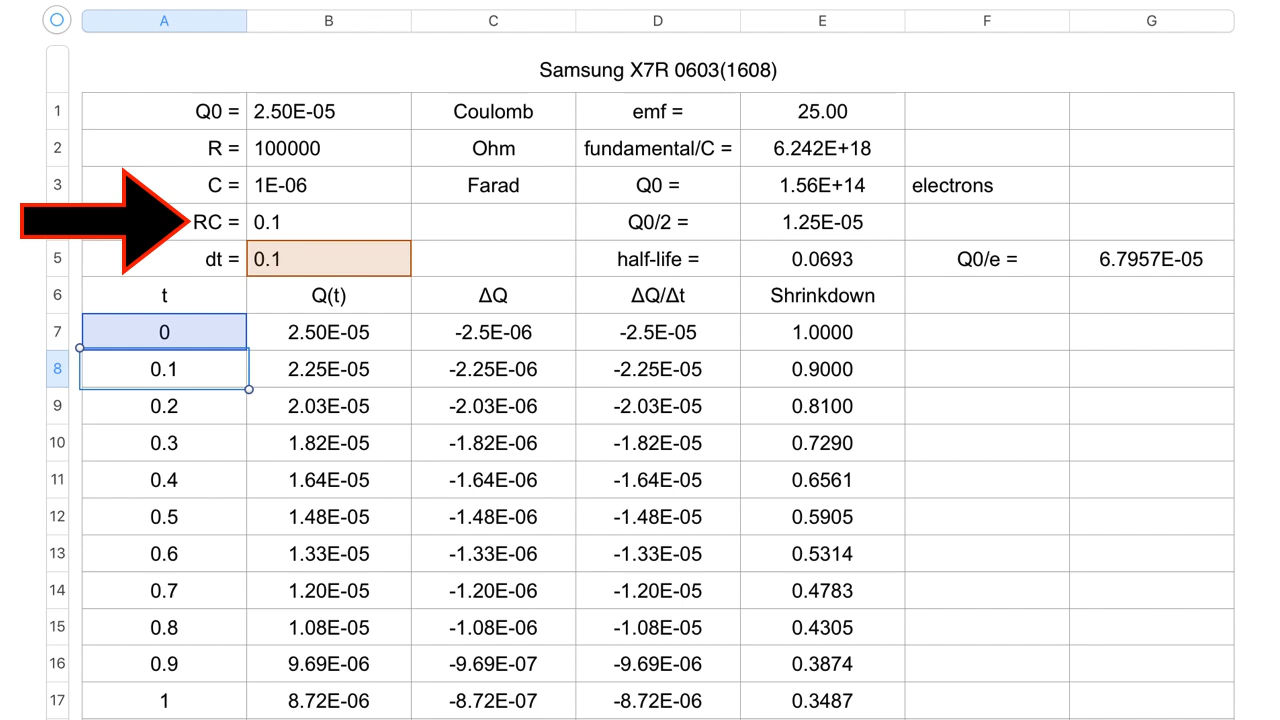 A B C D E F G
Samsung X7R 0603(1608)
1 Q0 = 2.50E-05 Coulomb emf = 25.00
2 R = 100000 Ohm fundamental/C = 6.242E+18
3 C = 1E-06 Farad Q0 = 1.56E+14 electrons
RC = 0.1 Q0/2 = 1.25E-05
5 dt = 0.1 half-life = 0.0693 Q0/e = 6.7957E-05
6 t Q(t) ΔQ ΔQ/Δt Shrinkdown
7 0 2.50E-05 -2.5E-06 -2.5E-05 1.0000
8 0.1 2.25E-05 -2.25E-06 -2.25E-05 0.9000
9 0.2 2.03E-05 -2.03E-06 -2.03E-05 0.8100
10 0.3 1.82E-05 -1.82E-06 -1.82E-05 0.7290
11 0.4 1.64E-05 -1.64E-06 -1.64E-05 0.6561
12 0.5 1.48E-05 -1.48E-06 -1.48E-05 0.5905
13 0.6 1.33E-05 -1.33E-06 -1.33E-05 0.5314
14 0.7 1.20E-05 -1.20E-06 -1.20E-05 0.4783
15 0.8 1.08E-05 -1.08E-06 -1.08E-05 0.4305
16 0.9 9.69E-06 -9.69E-07 -9.69E-06 0.3874
17 1 8.72E-06 -8.72E-07 -8.72E-06 0.3487